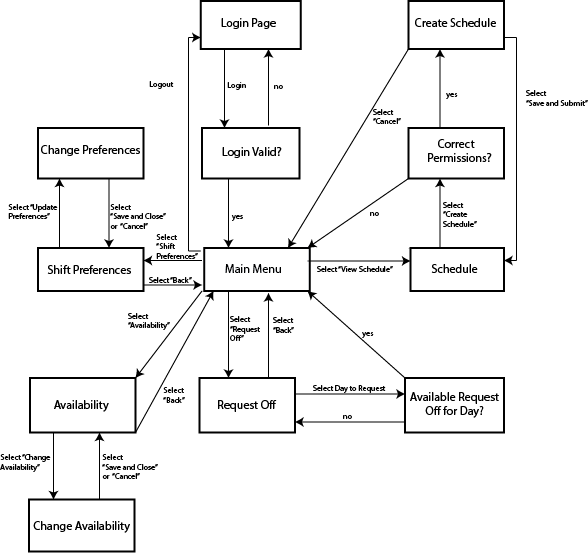 Login Page
Create Schedule
Logout
Login
no
yes
Select
"Save and Submit"
Select
"Cancel"
Change Preferences
Login Valid?
Correct
Permissions?
Select "Update
Preferences"
Select
"Save and Close"
or "Cancel"
yes
no
Select
"Create
Schedule"
Select
"Shift
Preferences"
Shift Preferences
Main Menu
Select "View Schedule"
Schedule
Select "Back"
Select
"Availability"
Select
"Request
Off"
Select
"Back"
yes
Select
"Back"
Availability
Request Off
Select Day to Request
no
Available Request
Off for Day?
Select "Change
Availability"
Select
"Save and Close"
or "Cancel"
Change Availability